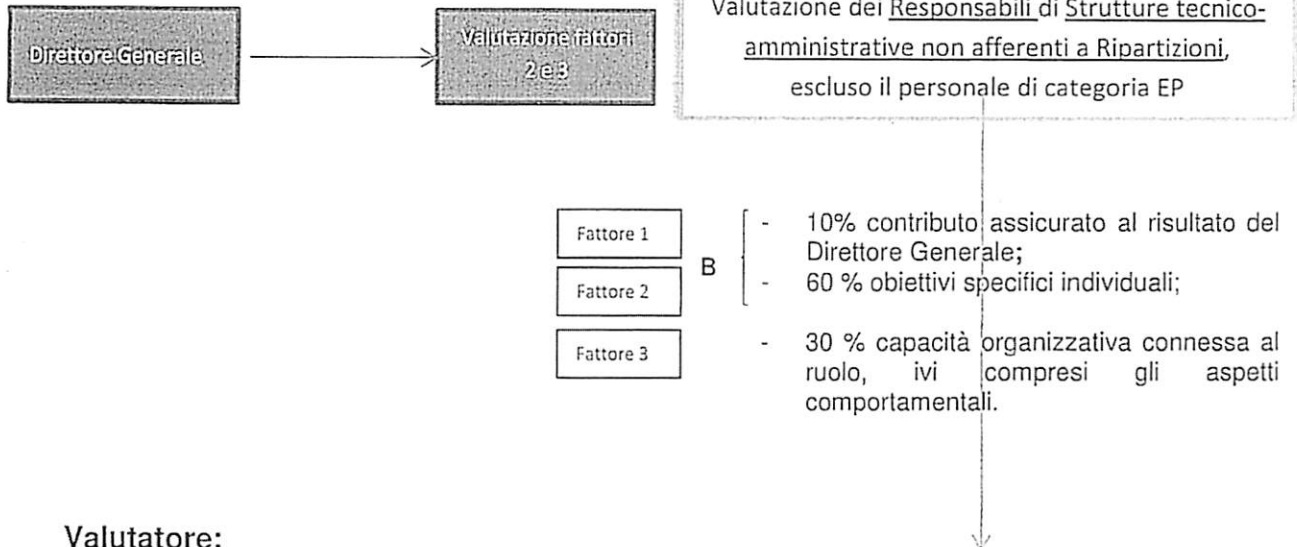 Valutazione dei Responsabili di Strutture tecnico-
amministrative non afferenti a Ripartizioni,
escluso il personale di categoria EP
Direttore Generale
Valutazione fattori
2 e 3
Fattore 1
Fattore 2
Fattore 3
B
- 10% contributo assicurato al risultato del
Direttore Generale;
- 60 % obiettivi specifici individuali;
- 30 % capacità organizzativa connessa al
ruolo, ivi compresi gli aspetti
comportamentali.
Valutatore: